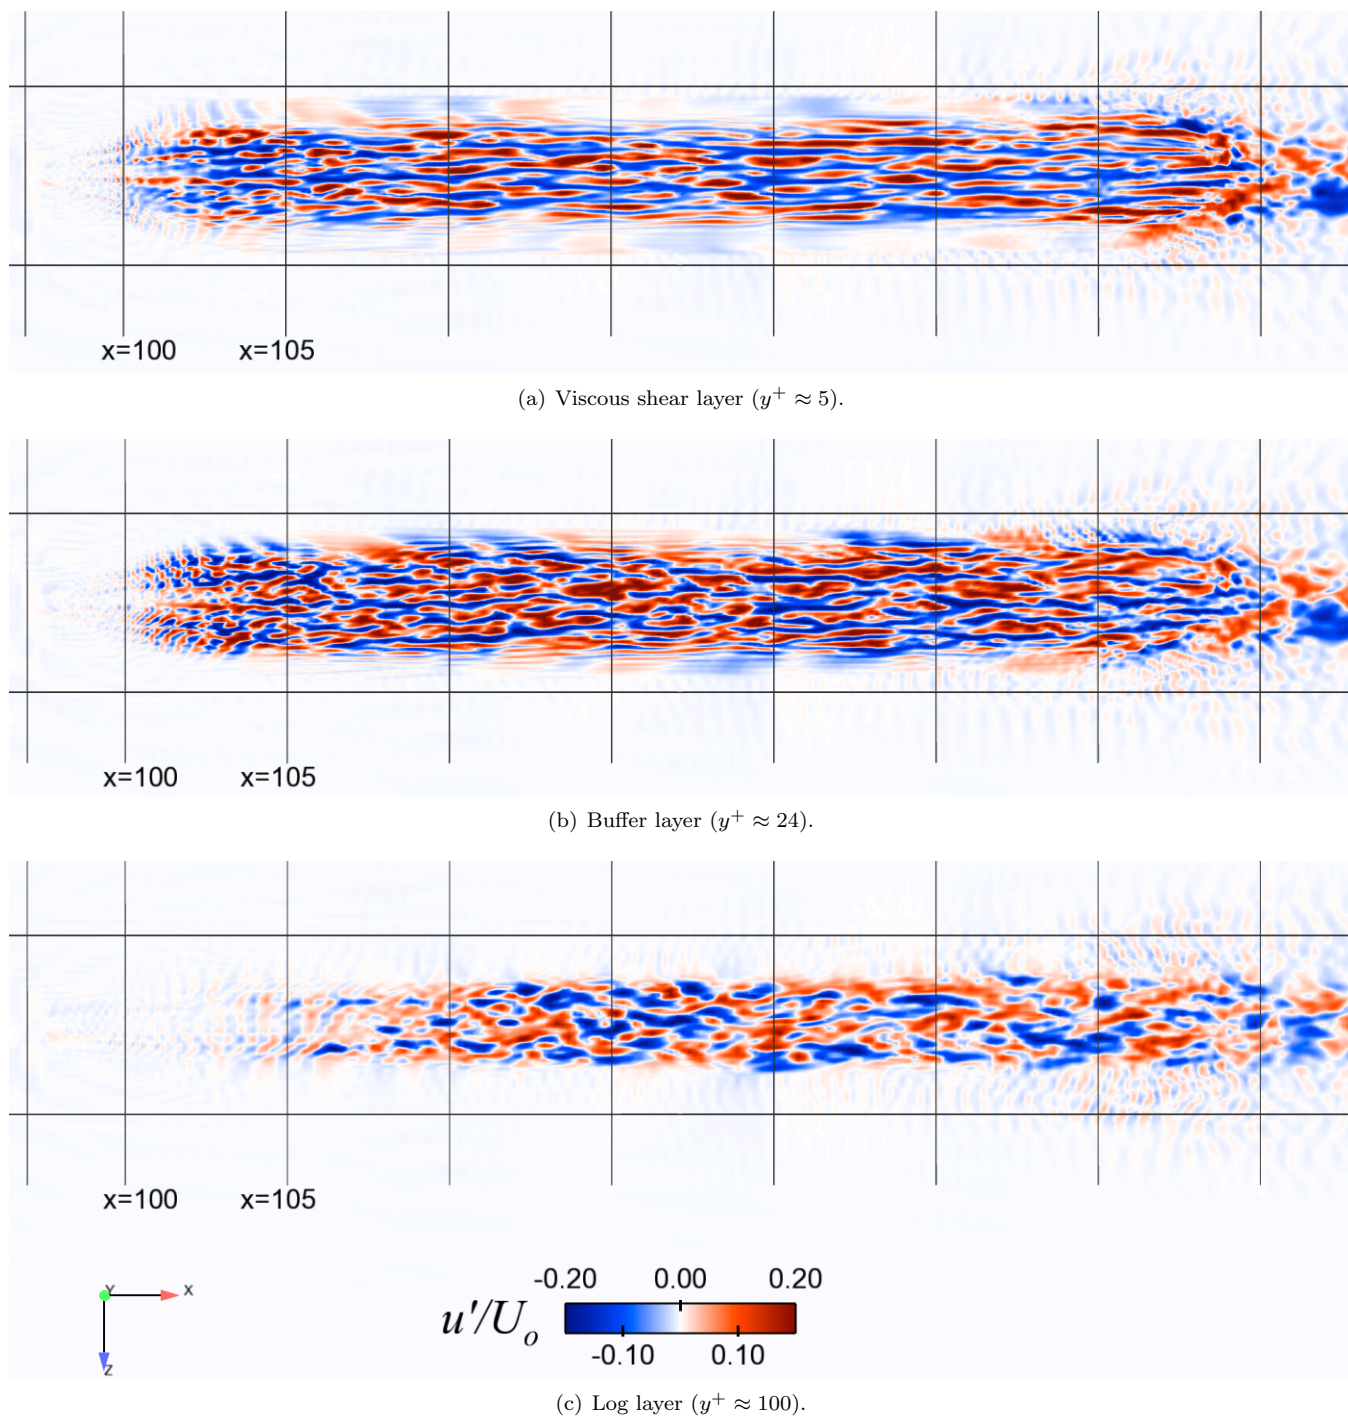 x=100 x=105
(a) Viscous shear layer (y⁺ ≈ 5).
x=100 x=105
(b) Buffer layer (y⁺ ≈ 24).
x=100 x=105
-0.20 0.00 0.20
Y x
u'/Uₒ
-0.10 0.10
z
(c) Log layer (y⁺ ≈ 100).